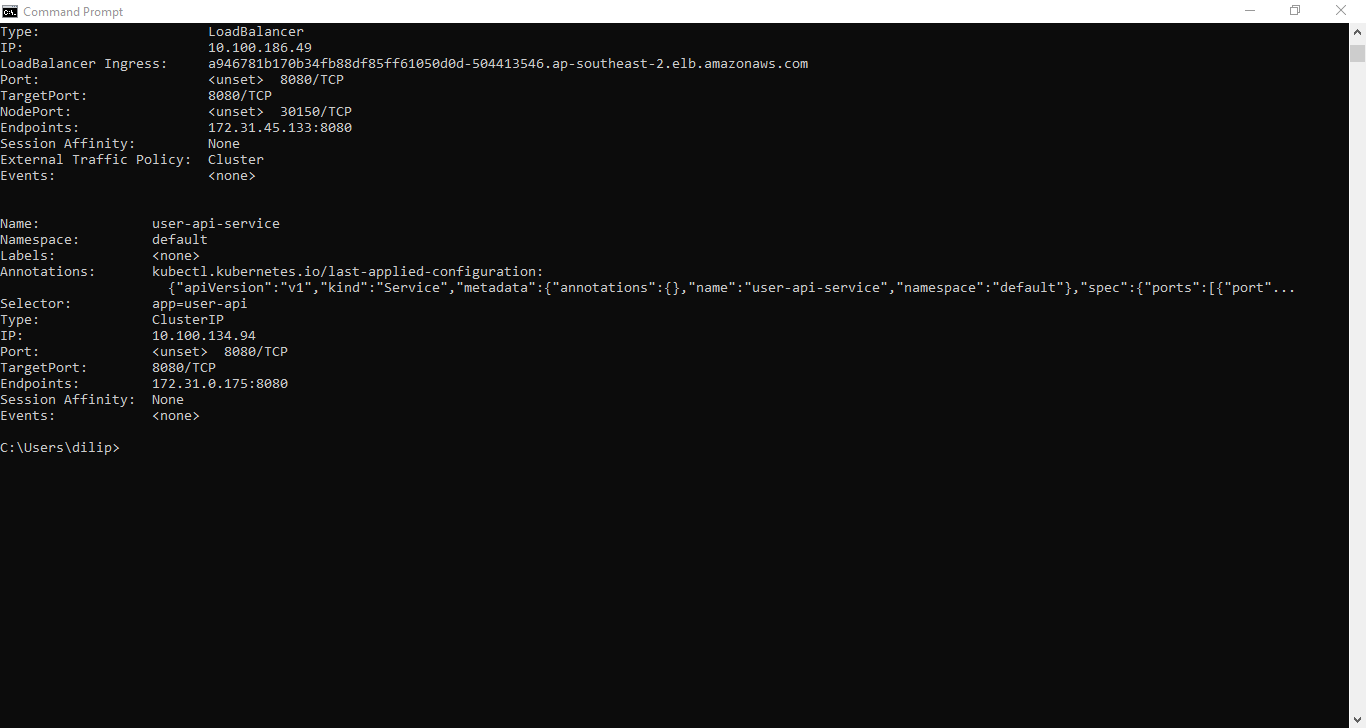 Command Prompt
Type:                     LoadBalancer
IP:                       10.100.186.49
LoadBalancer Ingress:     a946781b170b34fb88df85ff61050d0d-504413546.ap-southeast-2.elb.amazonaws.com
Port:                     <unset>  8080/TCP
TargetPort:               8080/TCP
NodePort:                 <unset>  30150/TCP
Endpoints:                172.31.45.133:8080
Session Affinity:         None
External Traffic Policy:  Cluster
Events:                   <none>
Name:              user-api-service
Namespace:         default
Labels:            <none>
Annotations:       kubectl.kubernetes.io/last-applied-configuration:
                     {"apiVersion":"v1","kind":"Service","metadata":{"annotations":{},"name":"user-api-service","namespace":"default"},"spec":{"ports":[{"port"...
Selector:          app=user-api
Type:              ClusterIP
IP:                10.100.134.94
Port:              <unset>  8080/TCP
TargetPort:        8080/TCP
Endpoints:         172.31.0.175:8080
Session Affinity:  None
Events:            <none>
C:\Users\dilip>